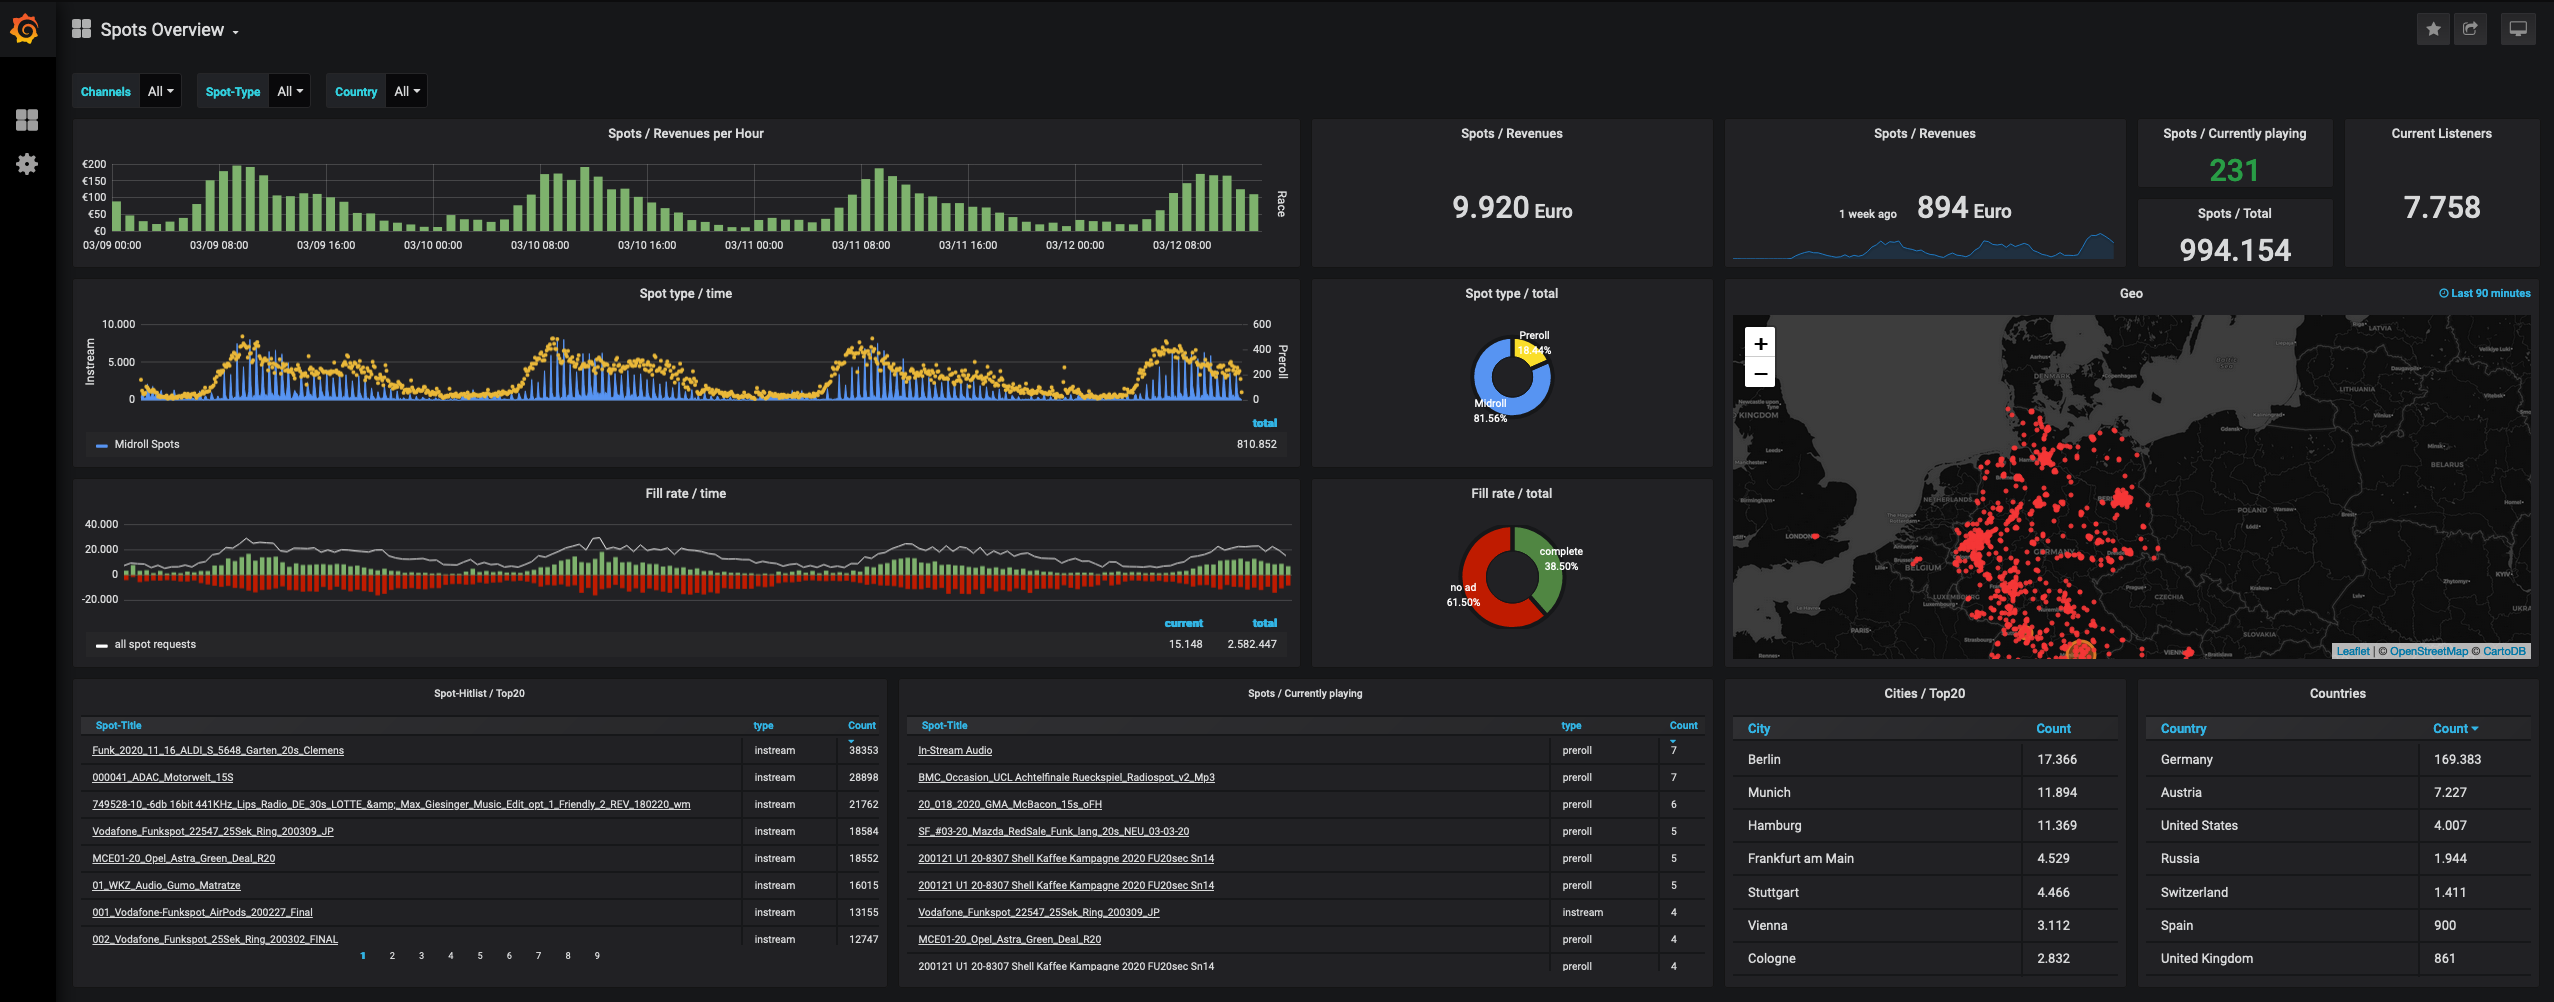 Spots Overview
Channels All Spot-Type All Country All
Spots / Revenues per Hour
€200
€150
€100
€50
€0
Race
03/09 00:00 03/09 08:00 03/09 16:00 03/10 00:00 03/10 08:00 03/10 16:00 03/11 00:00 03/11 08:00 03/11 16:00 03/12 00:00 03/12 08:00
Spots / Revenues
9.920 Euro
Spots / Revenues
1 week ago 894 Euro
Spots / Currently playing
231
Spots / Total
994.154
Current Listeners
7.758
Spot type / time
10.000
5.000
0
Instream
600
400
200
0
Preroll
total
Midroll Spots 810.852
Spot type / total
Preroll
18.44%
Midroll
81.56%
Geo
Last 90 minutes
+
−
LATVIA
LITHUANIA
DENMARK
KINGDOM
BELARUS
NETHERLANDS
POLAND
LONDON
GERMANY
BELGIUM
LUXEMBOURG
CZECHIA
KYIV
PARIS
SLOVAKIA
Leaflet | © OpenStreetMap © CartoDB
Fill rate / time
40.000
20.000
0
-20.000
current total
all spot requests 15.148 2.582.447
Fill rate / total
complete
38.50%
no ad
61.50%
Spot-Hitlist / Top20
Spot-Title type Count
Funk_2020_11_16_ALDI_S_5648_Garten_20s_Clemens instream 38353
000041_ADAC_Motorwelt_15S instream 28898
749528-10_-6db 16bit 441KHz_Lips_Radio_DE_30s_LOTTE_&amp;_Max_Giesinger_Music_Edit_opt_1_Friendly_2_REV_180220_wm instream 21762
Vodafone_Funkspot_22547_25Sek_Ring_200309_JP instream 18584
MCE01-20_Opel_Astra_Green_Deal_R20 instream 18552
01_WKZ_Audio_Gumo_Matratze instream 16015
001_Vodafone-Funkspot_AirPods_200227_Final instream 13155
002_Vodafone_Funkspot_25Sek_Ring_200302_FINAL instream 12747
1 2 3 4 5 6 7 8 9
Spots / Currently playing
Spot-Title type Count
In-Stream Audio preroll 7
BMC_Occasion_UCL Achtelfinale Rueckspiel_Radiospot_v2_Mp3 preroll 7
20_018_2020_GMA_McBacon_15s_oFH preroll 6
SF_#03-20_Mazda_RedSale_Funk_lang_20s_NEU_03-03-20 preroll 5
200121 U1 20-8307 Shell Kaffee Kampagne 2020 FU20sec Sn14 preroll 5
200121 U1 20-8307 Shell Kaffee Kampagne 2020 FU20sec Sn14 preroll 5
Vodafone_Funkspot_22547_25Sek_Ring_200309_JP instream 4
MCE01-20_Opel_Astra_Green_Deal_R20 preroll 4
200121 U1 20-8307 Shell Kaffee Kampagne 2020 FU20sec Sn14 preroll 4
Cities / Top20
City Count
Berlin 17.366
Munich 11.894
Hamburg 11.369
Frankfurt am Main 4.529
Stuttgart 4.466
Vienna 3.112
Cologne 2.832
Countries
Country Count
Germany 169.383
Austria 7.227
United States 4.007
Russia 1.944
Switzerland 1.411
Spain 900
United Kingdom 861